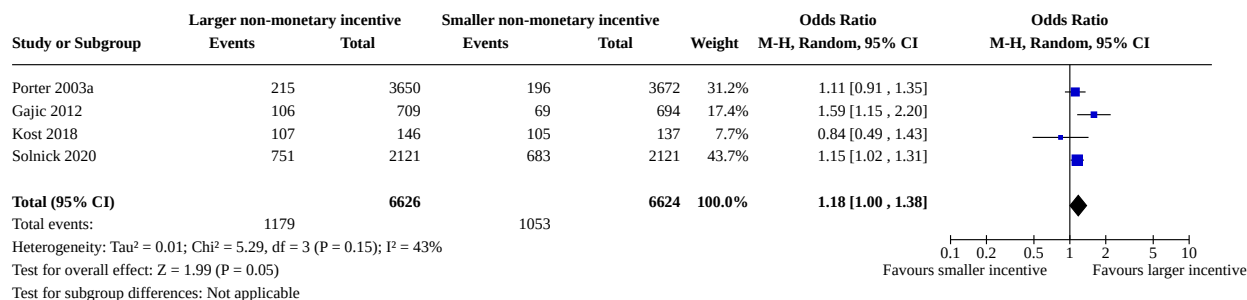 Larger non-monetary incentive Smaller non-monetary incentive Odds Ratio Odds Ratio
Study or Subgroup Events Total Events Total Weight M-H, Random, 95% CI M-H, Random, 95% CI
Porter 2003a 215 3650 196 3672 31.2% 1.11 [0.91 , 1.35]
Gajic 2012 106 709 69 694 17.4% 1.59 [1.15 , 2.20]
Kost 2018 107 146 105 137 7.7% 0.84 [0.49 , 1.43]
Solnick 2020 751 2121 683 2121 43.7% 1.15 [1.02 , 1.31]
Total (95% CI) 6626 6624 100.0% 1.18 [1.00 , 1.38]
Total events: 1179 1053
Heterogeneity: Tau² = 0.01; Chi² = 5.29, df = 3 (P = 0.15); I² = 43%
0.1 0.2 0.5 1 2 5 10
Test for overall effect: Z = 1.99 (P = 0.05) Favours smaller incentive Favours larger incentive
Test for subgroup differences: Not applicable